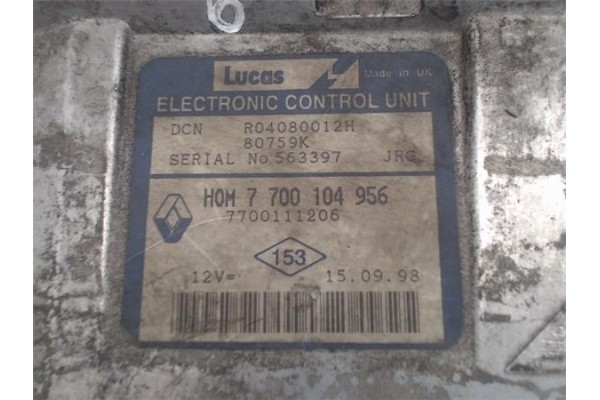 6
Lucas Made in UK
ELECTRONIC CONTROL UNIT
DCN R04080012H
80759K
SERIAL No.563397 JRG
HOM 7 700 104 956
7700111206
153
12V= 15.09.98